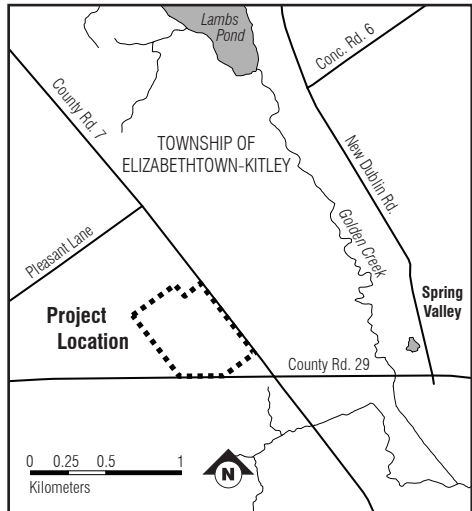 Lambs
Pond
Conc. Rd. 6
County Rd. 7
TOWNSHIP OF
ELIZABETHTOWN-KITLEY
New Dublin Rd.
Pleasant Lane
Golden Creek
Spring
Valley
Project
Location
County Rd. 29
0 0.25 0.5 1
Kilometers
N